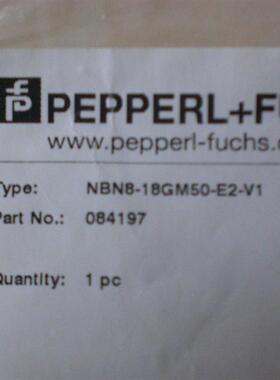 PEPPERL+FU
www.pepperl-fuchs.c
Type: NBN8-18GM50-E2-V1
Part No.: 084197
Quantity: 1 pc